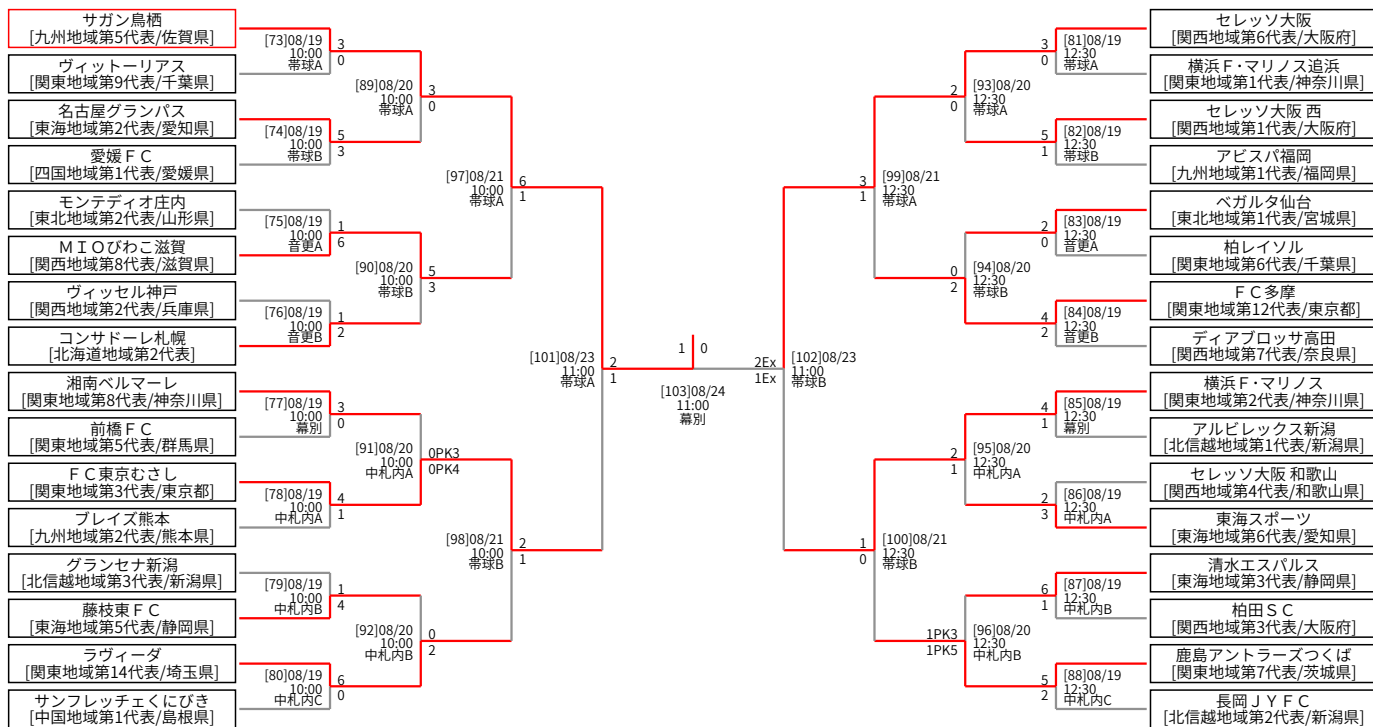 サガン鳥栖
[九州地域第5代表/佐賀県]
ヴィットーリアス
[関東地域第9代表/千葉県]
名古屋グランパス
[東海地域第2代表/愛知県]
愛媛ＦＣ
[四国地域第1代表/愛媛県]
モンテディオ庄内
[東北地域第2代表/山形県]
ＭＩＯびわこ滋賀
[関西地域第8代表/滋賀県]
ヴィッセル神戸
[関西地域第2代表/兵庫県]
コンサドーレ札幌
[北海道地域第2代表]
湘南ベルマーレ
[関東地域第8代表/神奈川県]
前橋ＦＣ
[関東地域第5代表/群馬県]
ＦＣ東京むさし
[関東地域第3代表/東京都]
ブレイズ熊本
[九州地域第2代表/熊本県]
グランセナ新潟
[北信越地域第3代表/新潟県]
藤枝東ＦＣ
[東海地域第5代表/静岡県]
ラヴィーダ
[関東地域第14代表/埼玉県]
サンフレッチェくにびき
[中国地域第1代表/島根県]
[73]08/19
10:00
帯球A
3
0
[74]08/19
10:00
帯球B
5
3
[75]08/19
10:00
音更A
1
6
[76]08/19
10:00
音更B
1
2
[77]08/19
10:00
幕別
3
0
[78]08/19
10:00
中札内A
4
1
[79]08/19
10:00
中札内B
1
4
[80]08/19
10:00
中札内C
6
0
[89]08/20
10:00
帯球A
3
0
[90]08/20
10:00
帯球B
5
3
[91]08/20
10:00
中札内A
0PK3
0PK4
[92]08/20
10:00
中札内B
0
2
[97]08/21
10:00
帯球A
6
1
[98]08/21
10:00
帯球B
2
1
[101]08/23
11:00
帯球A
2
1
1
0
[103]08/24
11:00
幕別
2Ex
1Ex
[102]08/23
11:00
帯球B
3
1
[99]08/21
12:30
帯球A
1
0
[100]08/21
12:30
帯球B
2
0
[93]08/20
12:30
帯球A
0
2
[94]08/20
12:30
帯球B
2
1
[95]08/20
12:30
中札内A
1PK3
1PK5
[96]08/20
12:30
中札内B
3
0
[81]08/19
12:30
帯球A
5
1
[82]08/19
12:30
帯球B
2
0
[83]08/19
12:30
音更A
4
2
[84]08/19
12:30
音更B
4
1
[85]08/19
12:30
幕別
2
3
[86]08/19
12:30
中札内A
6
1
[87]08/19
12:30
中札内B
5
2
[88]08/19
12:30
中札内C
セレッソ大阪
[関西地域第6代表/大阪府]
横浜Ｆ・マリノス追浜
[関東地域第1代表/神奈川県]
セレッソ大阪 西
[関西地域第1代表/大阪府]
アビスパ福岡
[九州地域第1代表/福岡県]
ベガルタ仙台
[東北地域第1代表/宮城県]
柏レイソル
[関東地域第6代表/千葉県]
ＦＣ多摩
[関東地域第12代表/東京都]
ディアブロッサ高田
[関西地域第7代表/奈良県]
横浜Ｆ・マリノス
[関東地域第2代表/神奈川県]
アルビレックス新潟
[北信越地域第1代表/新潟県]
セレッソ大阪 和歌山
[関西地域第4代表/和歌山県]
東海スポーツ
[東海地域第6代表/愛知県]
清水エスパルス
[東海地域第3代表/静岡県]
柏田ＳＣ
[関西地域第3代表/大阪府]
鹿島アントラーズつくば
[関東地域第7代表/茨城県]
長岡ＪＹＦＣ
[北信越地域第2代表/新潟県]